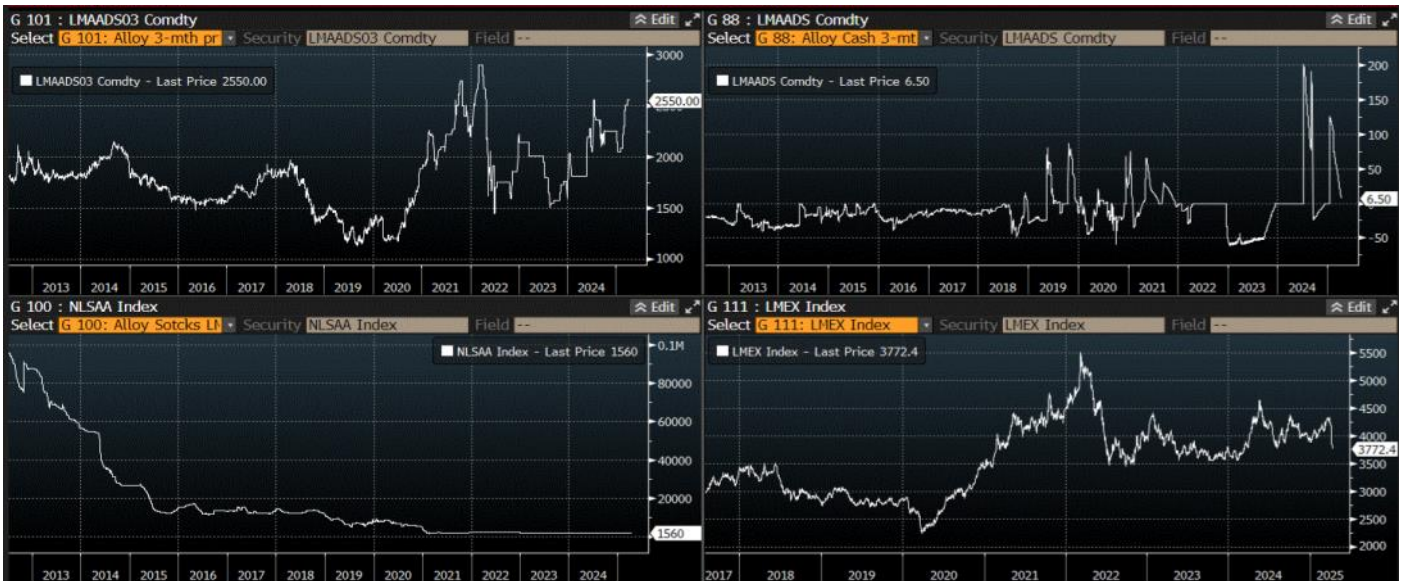 G 101 : LMAADS03 Comdty
Edit
Select G 101: Alloy 3-mth pr Security LMAADS03 Comdty Field --
LMAADS03 Comdty - Last Price 2550.00
3000
2550.00
2000
1500
1000
2013 2014 2015 2016 2017 2018 2019 2020 2021 2022 2023 2024
G 88 : LMAADS Comdty
Edit
Select G 88: Alloy Cash 3-mt Security LMAADS Comdty Field --
LMAADS Comdty - Last Price 6.50
200
150
100
50
6.50
-50
2013 2014 2015 2016 2017 2018 2019 2020 2021 2022 2023 2024
G 100 : NLSAA Index
Edit
Select G 100: Alloy Sotcks LM Security NLSAA Index Field --
NLSAA Index - Last Price 1560
0.1M
80000
60000
40000
20000
1560
2013 2014 2015 2016 2017 2018 2019 2020 2021 2022 2023 2024
G 111 : LMEX Index
Edit
Select G 111: LMEX Index Security LMEX Index Field --
LMEX Index - Last Price 3772.4
5500
5000
4500
4000
3772.4
3500
3000
2500
2000
2017 2018 2019 2020 2021 2022 2023 2024 2025